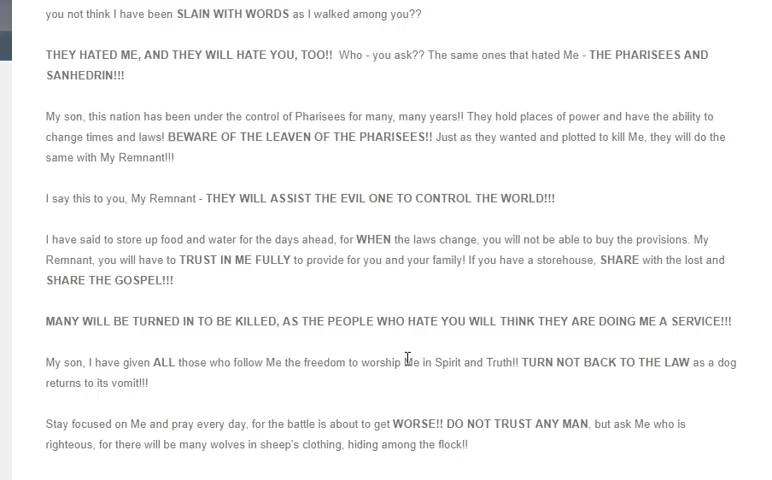 you not think I have been SLAIN WITH WORDS as I walked among you??
THEY HATED ME, AND THEY WILL HATE YOU, TOO!! Who - you ask?? The same ones that hated Me - THE PHARISEES AND
SANHEDRIN!!!
My son, this nation has been under the control of Pharisees for many, many years!! They hold places of power and have the ability to
change times and laws! BEWARE OF THE LEAVEN OF THE PHARISEES!! Just as they wanted and plotted to kill Me, they will do the
same with My Remnant!!!
I say this to you, My Remnant - THEY WILL ASSIST THE EVIL ONE TO CONTROL THE WORLD!!!
I have said to store up food and water for the days ahead, for WHEN the laws change, you will not be able to buy the provisions. My
Remnant, you will have to TRUST IN ME FULLY to provide for you and your family! If you have a storehouse, SHARE with the lost and
SHARE THE GOSPEL!!!
MANY WILL BE TURNED IN TO BE KILLED, AS THE PEOPLE WHO HATE YOU WILL THINK THEY ARE DOING ME A SERVICE!!!
My son, I have given ALL those who follow Me the freedom to worship Me in Spirit and Truth!! TURN NOT BACK TO THE LAW as a dog
returns to its vomit!!!
Stay focused on Me and pray every day, for the battle is about to get WORSE!! DO NOT TRUST ANY MAN, but ask Me who is
righteous, for there will be many wolves in sheep's clothing, hiding among the flock!!